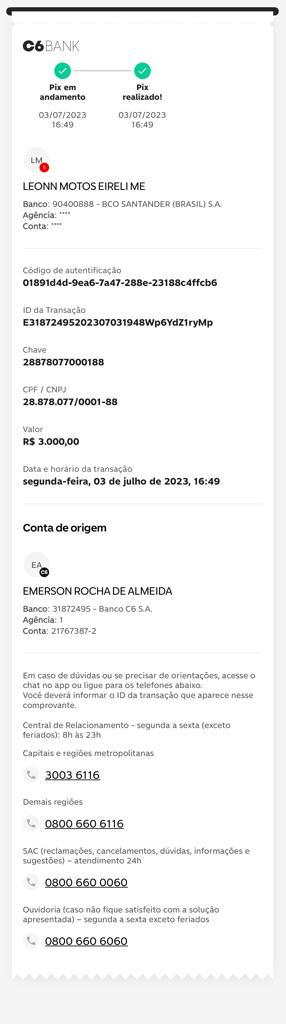 C6BANK
Pix em andamento
03/07/2023
16:49
Pix realizado!
03/07/2023
16:49
LM
LEONN MOTOS EIRELI ME
Banco: 90400888 - BCO SANTANDER (BRASIL) S.A.
Agência: ****
Conta: ****
Código de autentificação
01891d4d-9ea6-7a47-288e-23188c4ffcb6
ID da Transação
E31872495202307031948Wp6YdZ1ryMp
Chave
28878077000188
CPF / CNPJ
28.878.077/0001-88
Valor
R$ 3.000,00
Data e horário da transação
segunda-feira, 03 de julho de 2023, 16:49
Conta de origem
EA
C6
EMERSON ROCHA DE ALMEIDA
Banco: 31872495 - Banco C6 S.A.
Agência: 1
Conta: 21767387-2
Em caso de dúvidas ou se precisar de orientações, acesse o
chat no app ou ligue para os telefones abaixo.
Você deverá informar o ID da transação que aparece nesse
comprovante.
Central de Relacionamento - segunda a sexta (exceto
feriados): 8h às 23h
Capitais e regiões metropolitanas
3003 6116
Demais regiões
0800 660 6116
SAC (reclamações, cancelamentos, dúvidas, informações e
sugestões) – atendimento 24h
0800 660 0060
Ouvidoria (caso não fique satisfeito com a solução
apresentada) – segunda a sexta exceto feriados
0800 660 6060